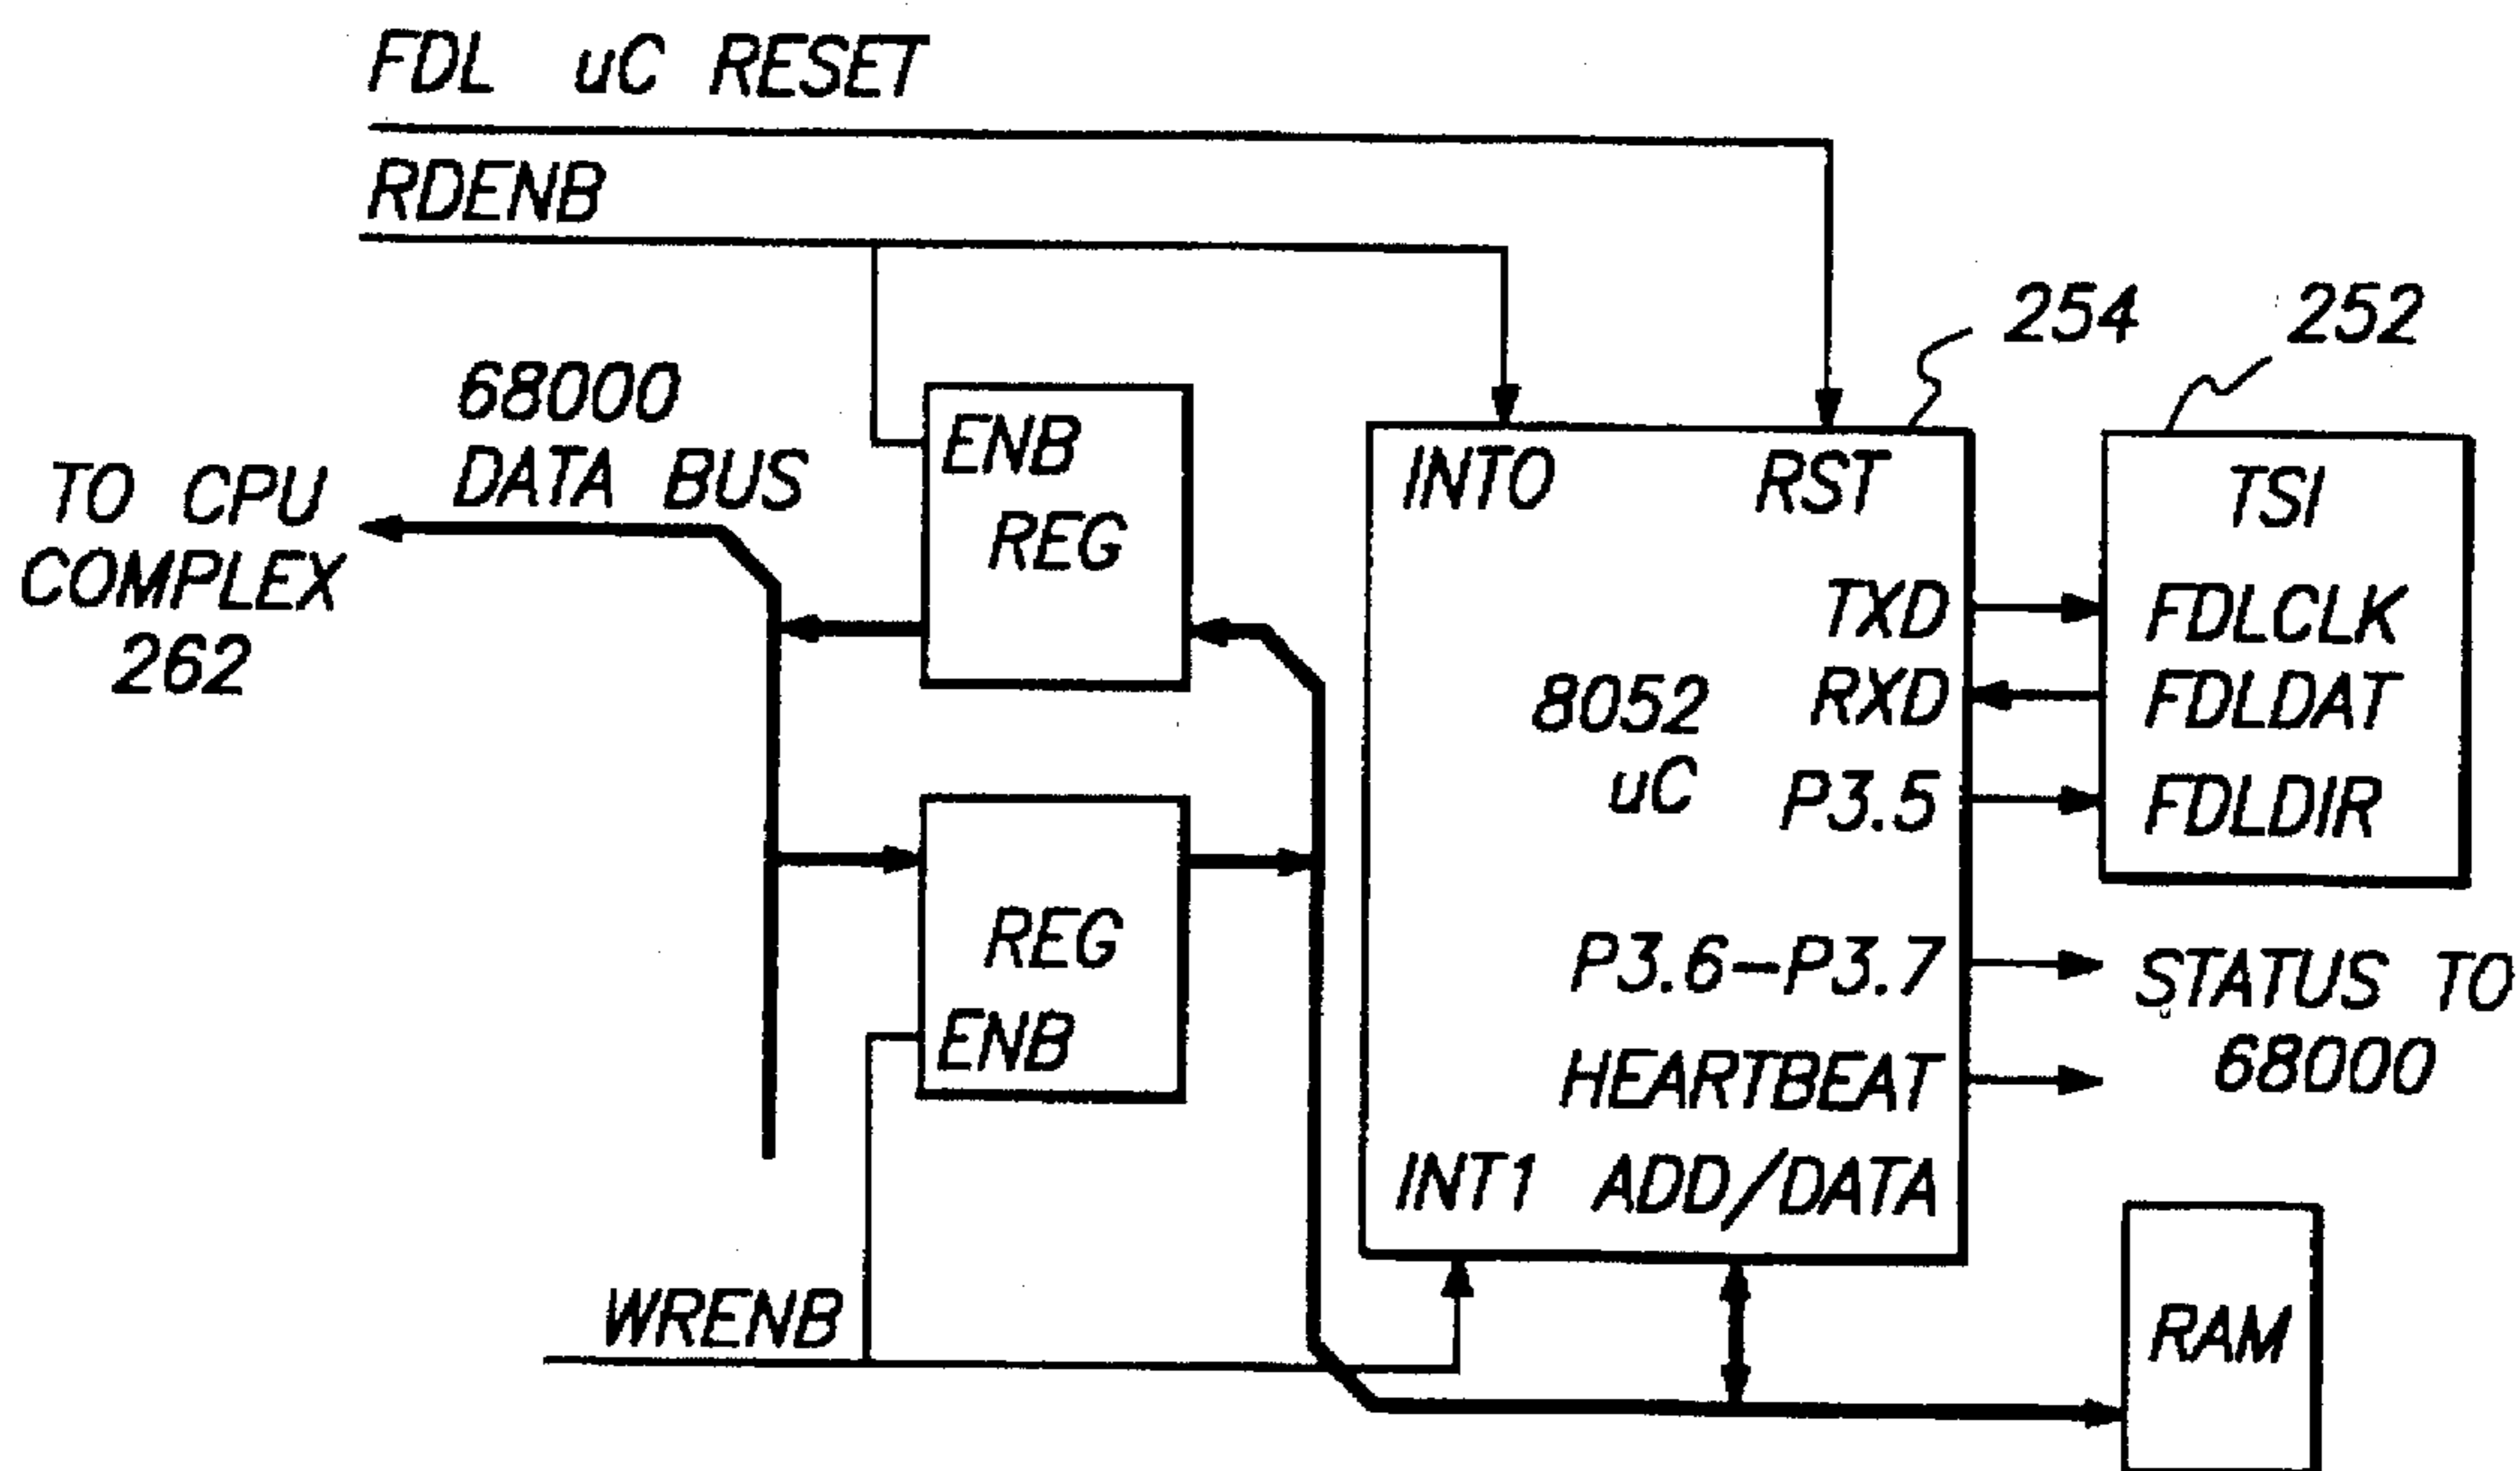 FDL uC RESET
RDENB
254
252
68000
DATA BUS
TO CPU
COMPLEX
262
ENB
REG
INTO
RST
TSI
TXD
FDLCLK
8052
uC
RXD
FDLDAT
P3.5
FDLDIR
REG
ENB
P3.6-P3.7
STATUS TO
68000
HEARTBEAT
INT1
ADD/DATA
WRENB
RAM